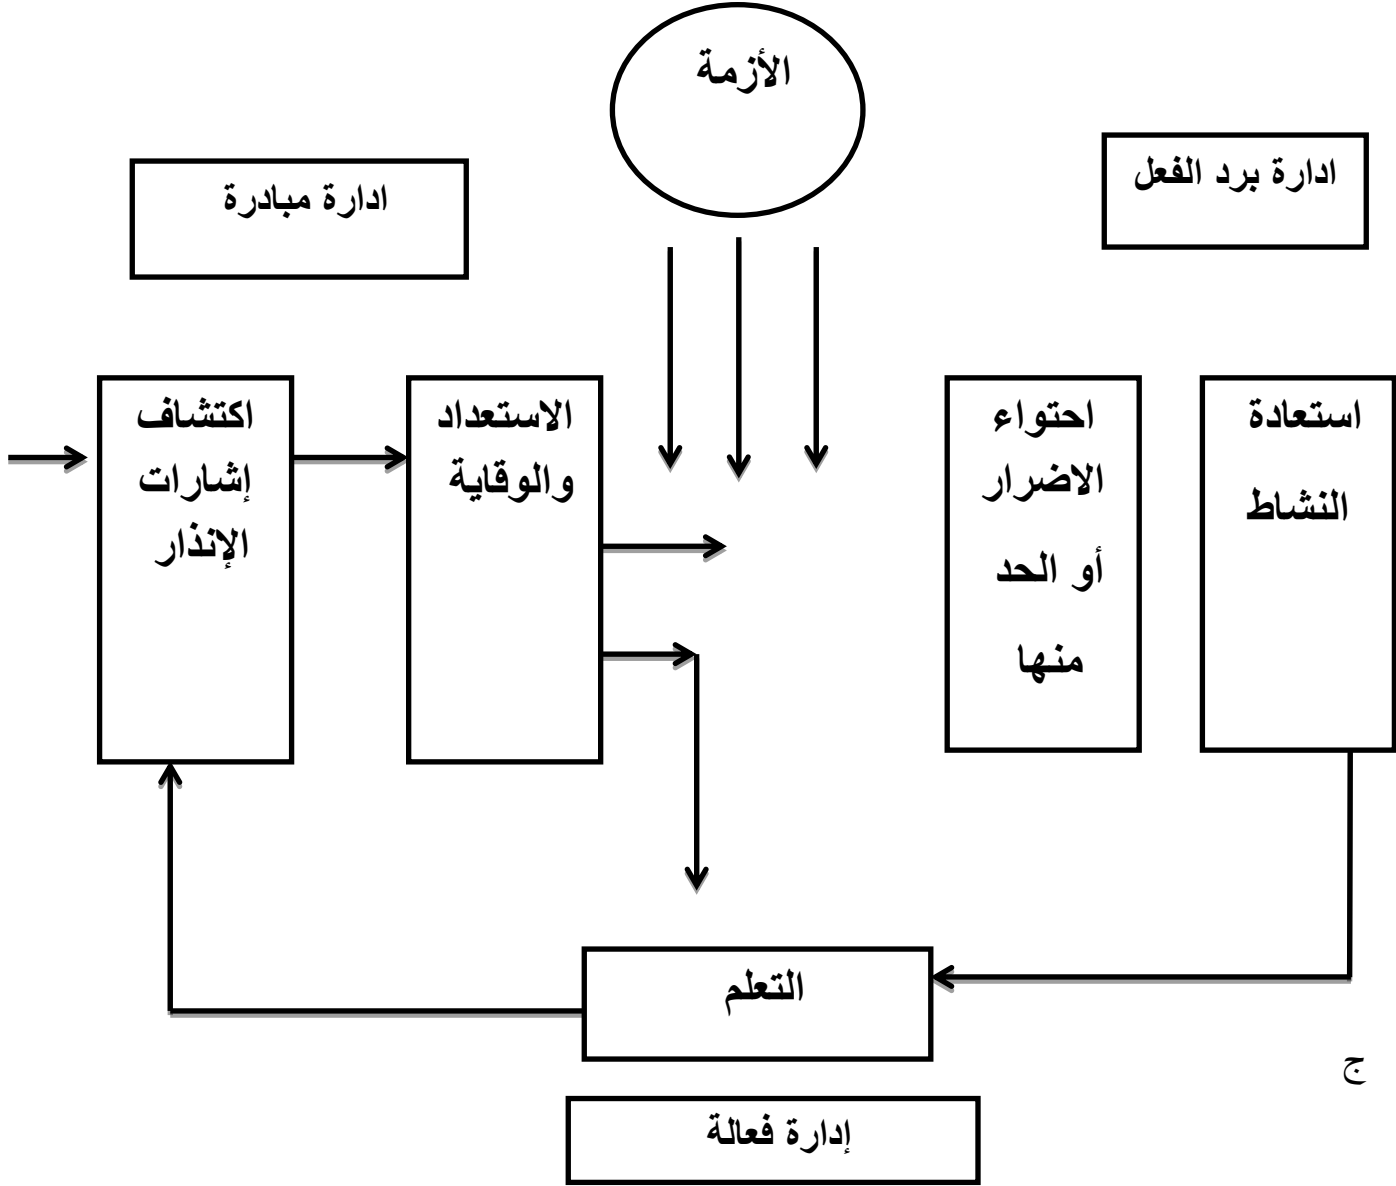 الأزمة
ادارة برد الفعل
ادارة مبادرة
استعادة
النشاط
احتواء
الاضرار
أو الحد
منها
الاستعداد
والوقاية
اكتشاف
إشارات
الإنذار
التعلم
ج
إدارة فعالة